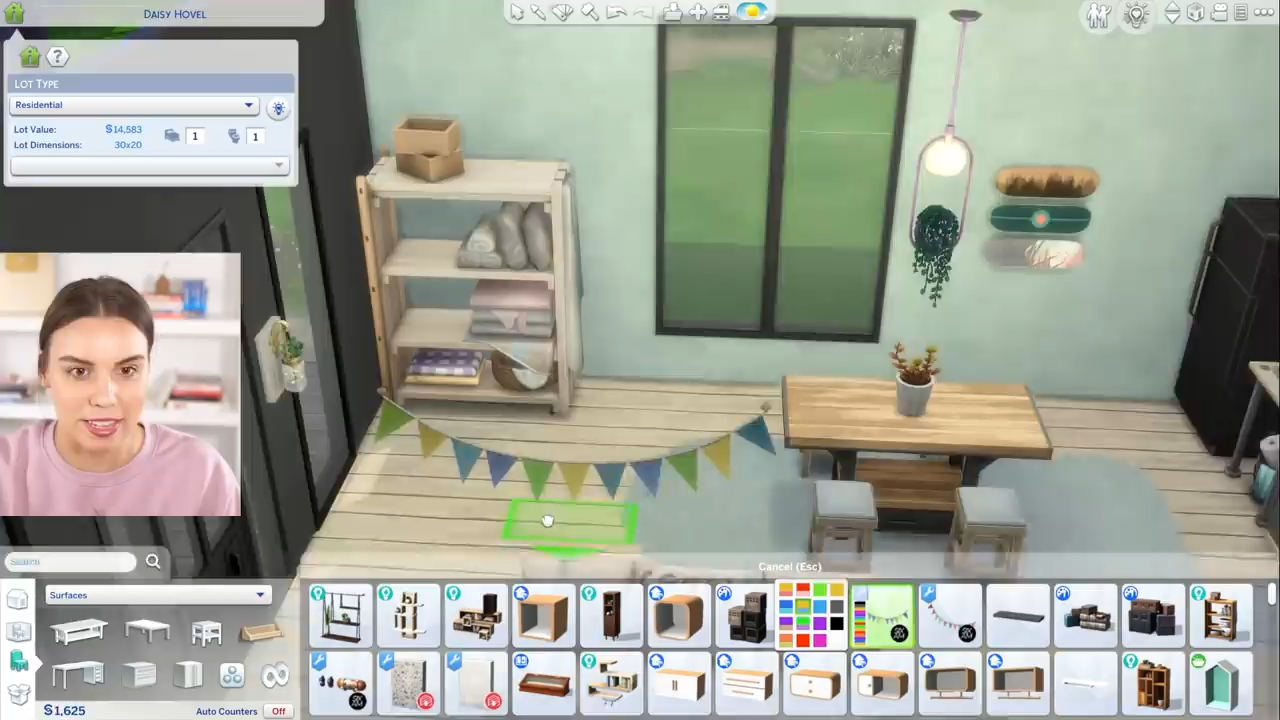 DAISY HOVEL
LOT TYPE
Residential
Lot Value: $14,583 1 1
Lot Dimensions: 30x20
Cancel (Esc)
Search
Surfaces
$1,625 Auto Counters Off